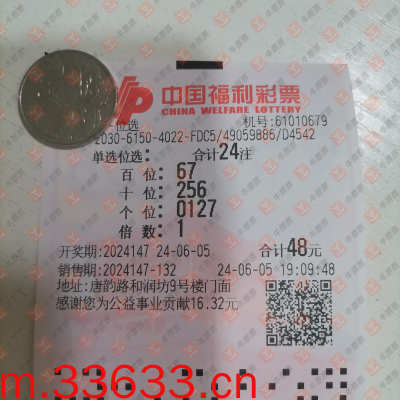 中国福利彩票
CHINA WELFARE LOTTERY
位选
机号:61010679
2030-6150-4022-FDC5/49059886/D4542
单选位选: 合计24注
百 位: 67
十 位: 256
个 位: 0127
倍 数: 1
开奖期:2024147 24-06-05 合计48元
销售期:2024147-132 24-06-05 19:09:48
地址:唐韵路和润坊9号楼门面
感谢您为公益事业贡献16.32元
m.33633.cn